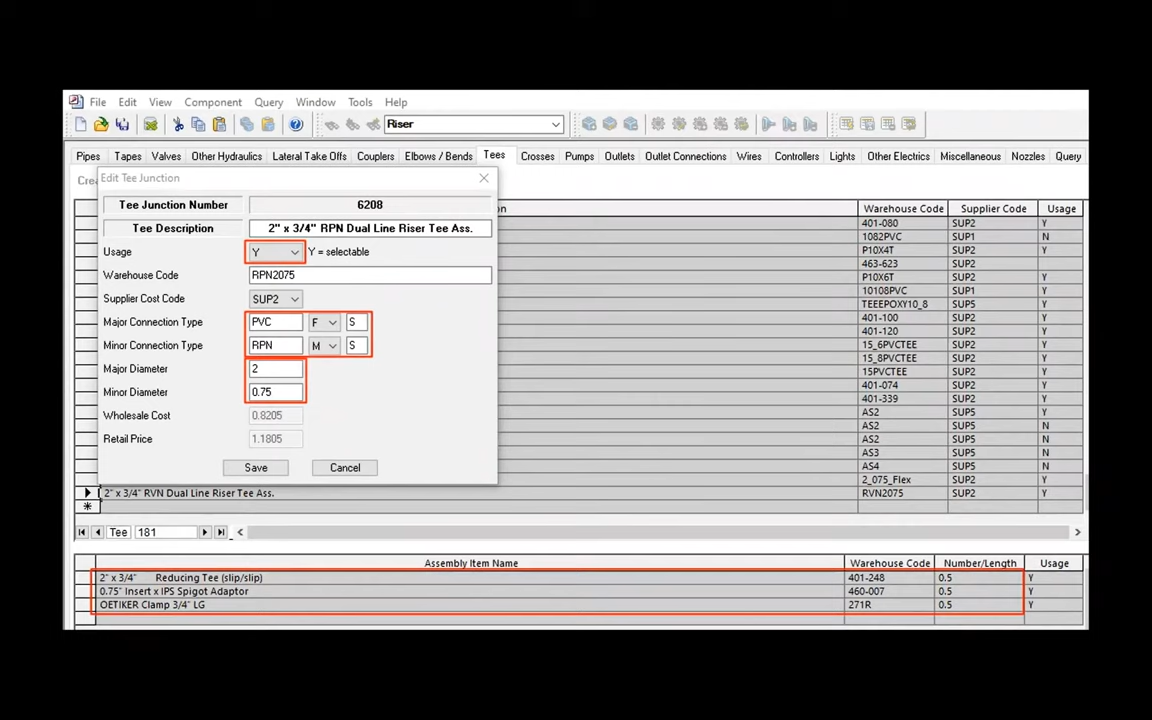 File Edit View Component Query Window Tools Help
Riser
Pipes Tapes Valves Other Hydraulics Lateral Take Offs Couplers Elbows / Bends Tees Crosses Pumps Outlets Outlet Connections Wires Controllers Lights Other Electrics Miscellaneous Nozzles Query
Edit Tee Junction
Warehouse Code Supplier Code Usage
401-080 SUP2 Y
1082PVC SUP1 N
P10X4T SUP2 Y
463-623 SUP2
P10X6T SUP2 Y
10108PVC SUP1 Y
TEEEPOXY10_8 SUP5 Y
401-100 SUP2 Y
401-120 SUP2 Y
15_6PVCTEE SUP2 Y
15_8PVCTEE SUP2 Y
15PVCTEE SUP2 Y
401-074 SUP2 Y
401-339 SUP2 Y
AS2 SUP5 Y
AS2 SUP5 N
AS2 SUP5 N
AS3 SUP5 N
AS4 SUP5 N
2_075_Flex SUP2 Y
RVN2075 SUP2 Y
Tee Junction Number 6208
Tee Description 2" x 3/4" RPN Dual Line Riser Tee Ass.
Usage Y Y = selectable
Warehouse Code RPN2075
Supplier Cost Code SUP2
Major Connection Type PVC F S
Minor Connection Type RPN M S
Major Diameter 2
Minor Diameter 0.75
Wholesale Cost 0.8205
Retail Price 1.1805
Save Cancel
2" x 3/4" RVN Dual Line Riser Tee Ass.
Tee 181
Assembly Item Name Warehouse Code Number/Length Usage
2" x 3/4" Reducing Tee (slip/slip) 401-248 0.5 Y
0.75" Insert x IPS Spigot Adaptor 460-007 0.5 Y
OETIKER Clamp 3/4" LG 271R 0.5 Y